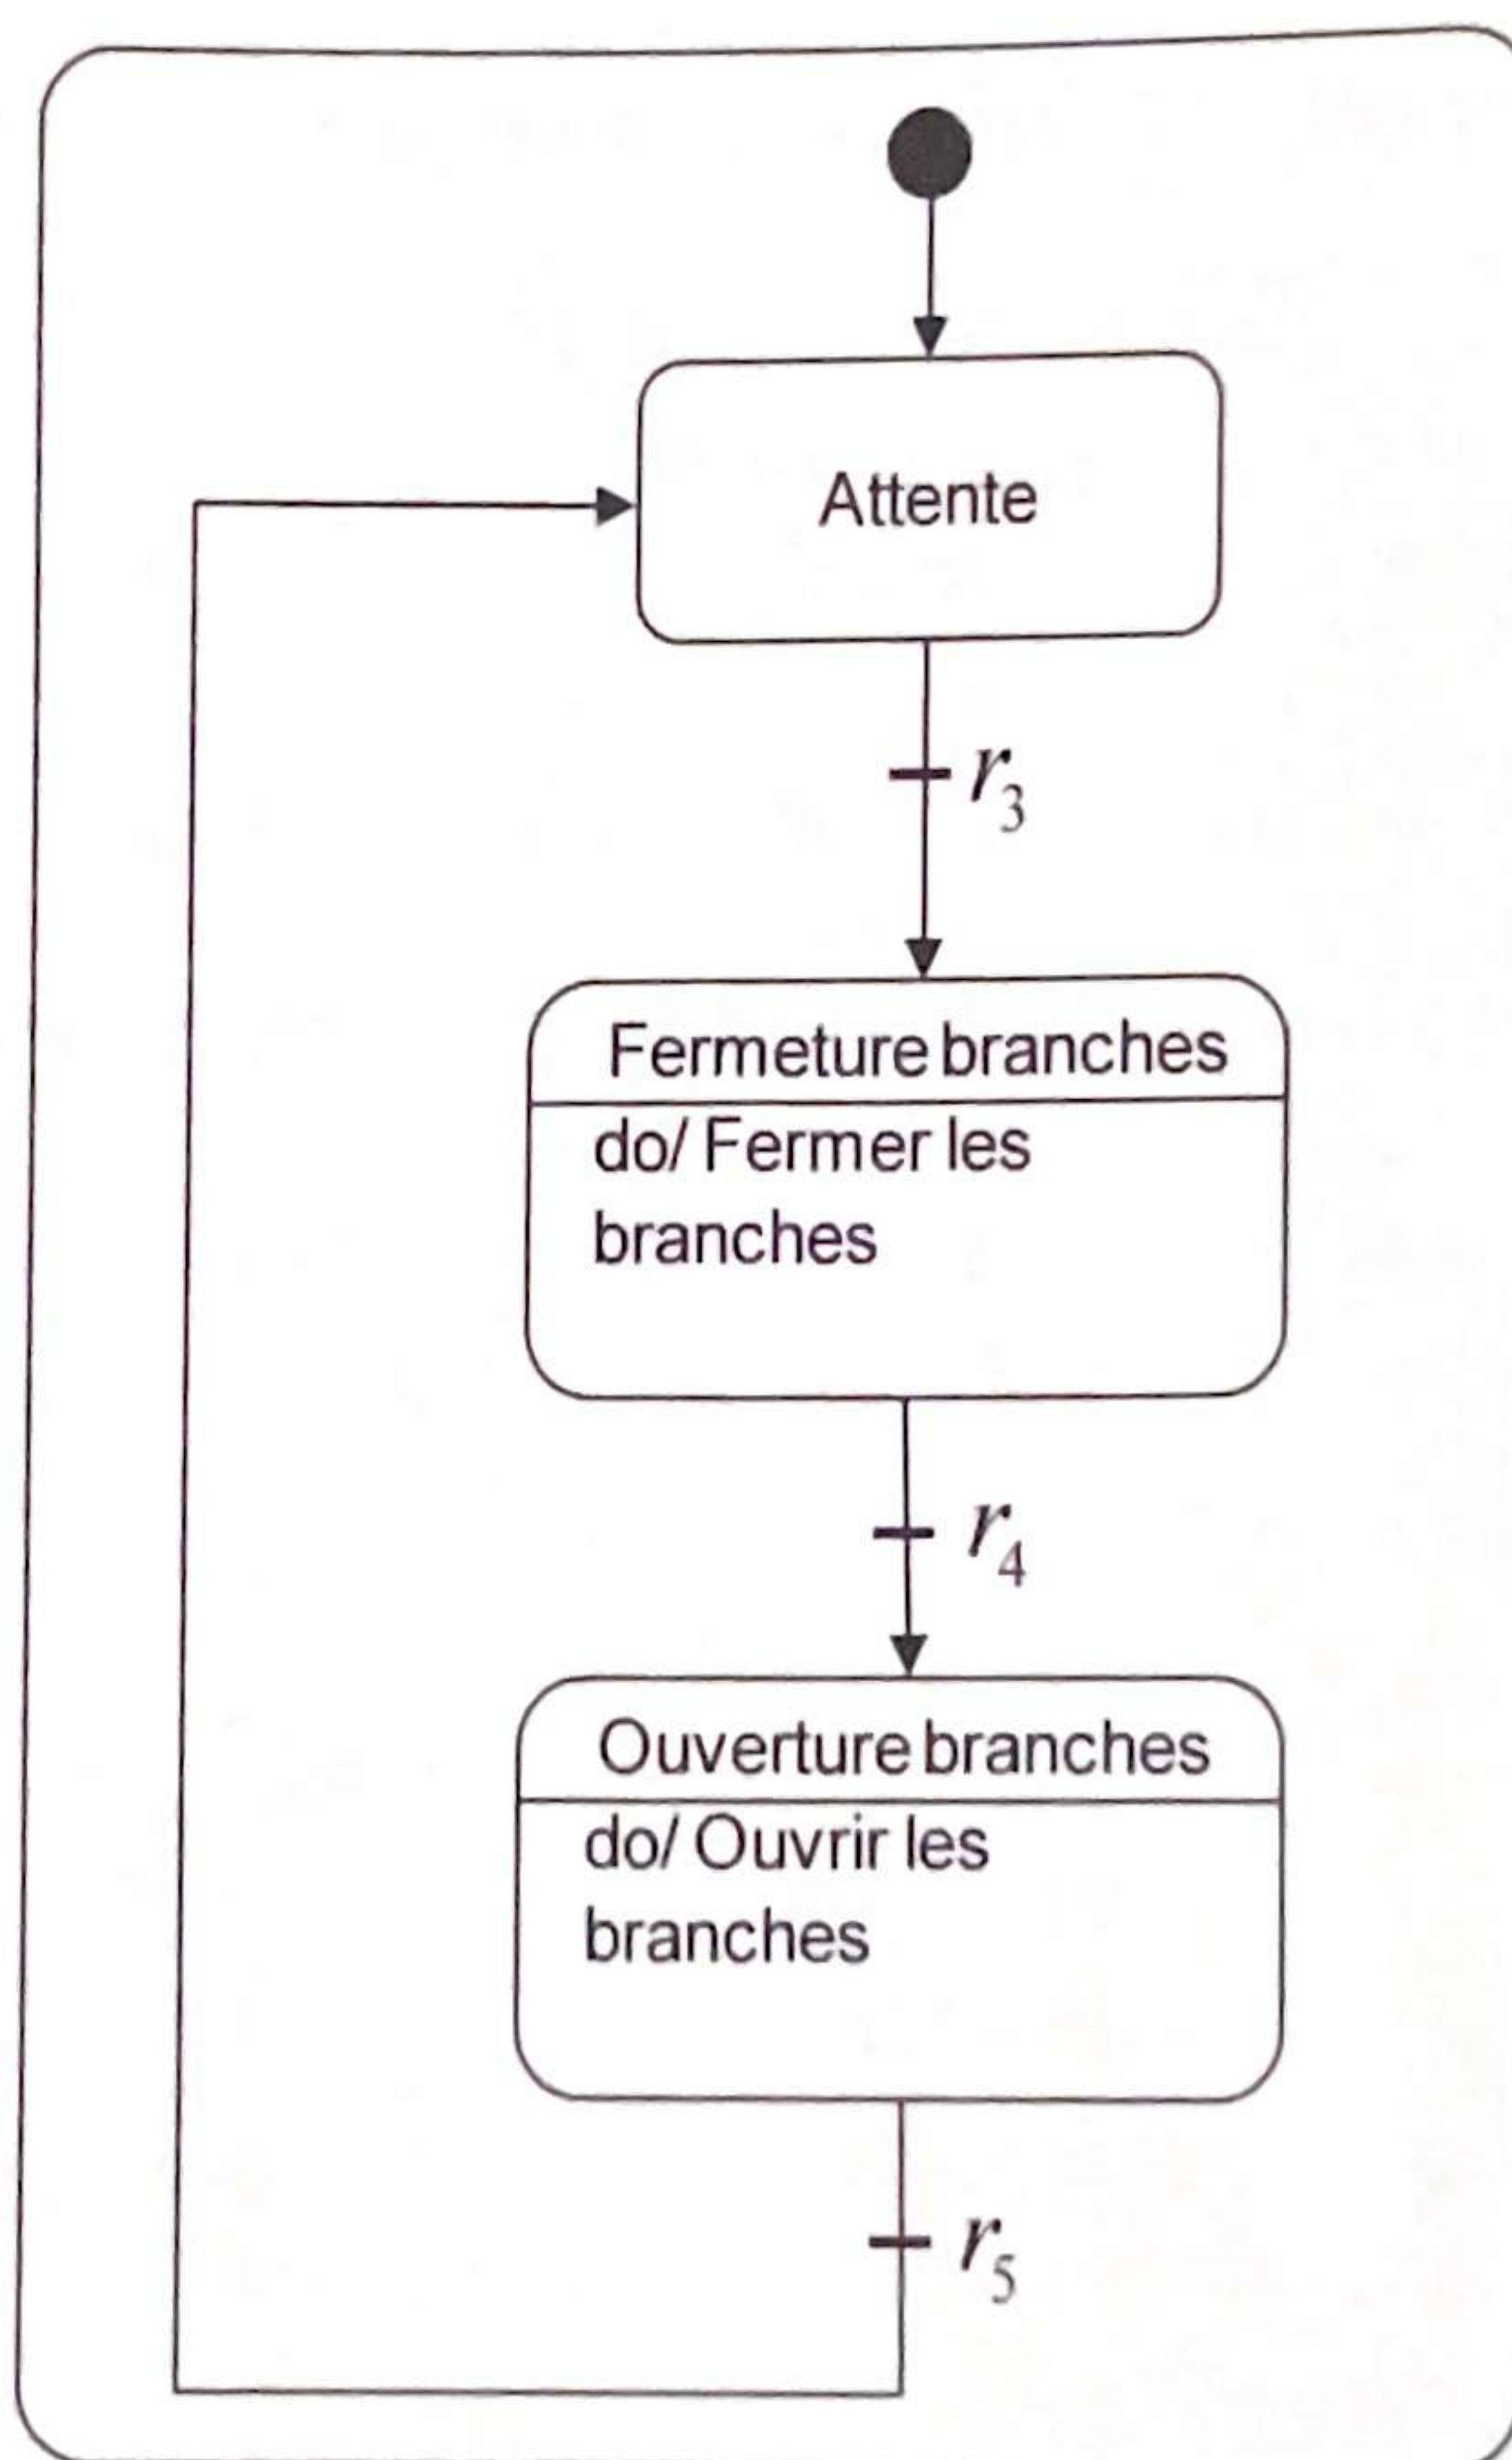 Attente
r₃
Fermeture branches
do/ Fermer les
branches
r₄
Ouverture branches
do/ Ouvrir les
branches
r₅